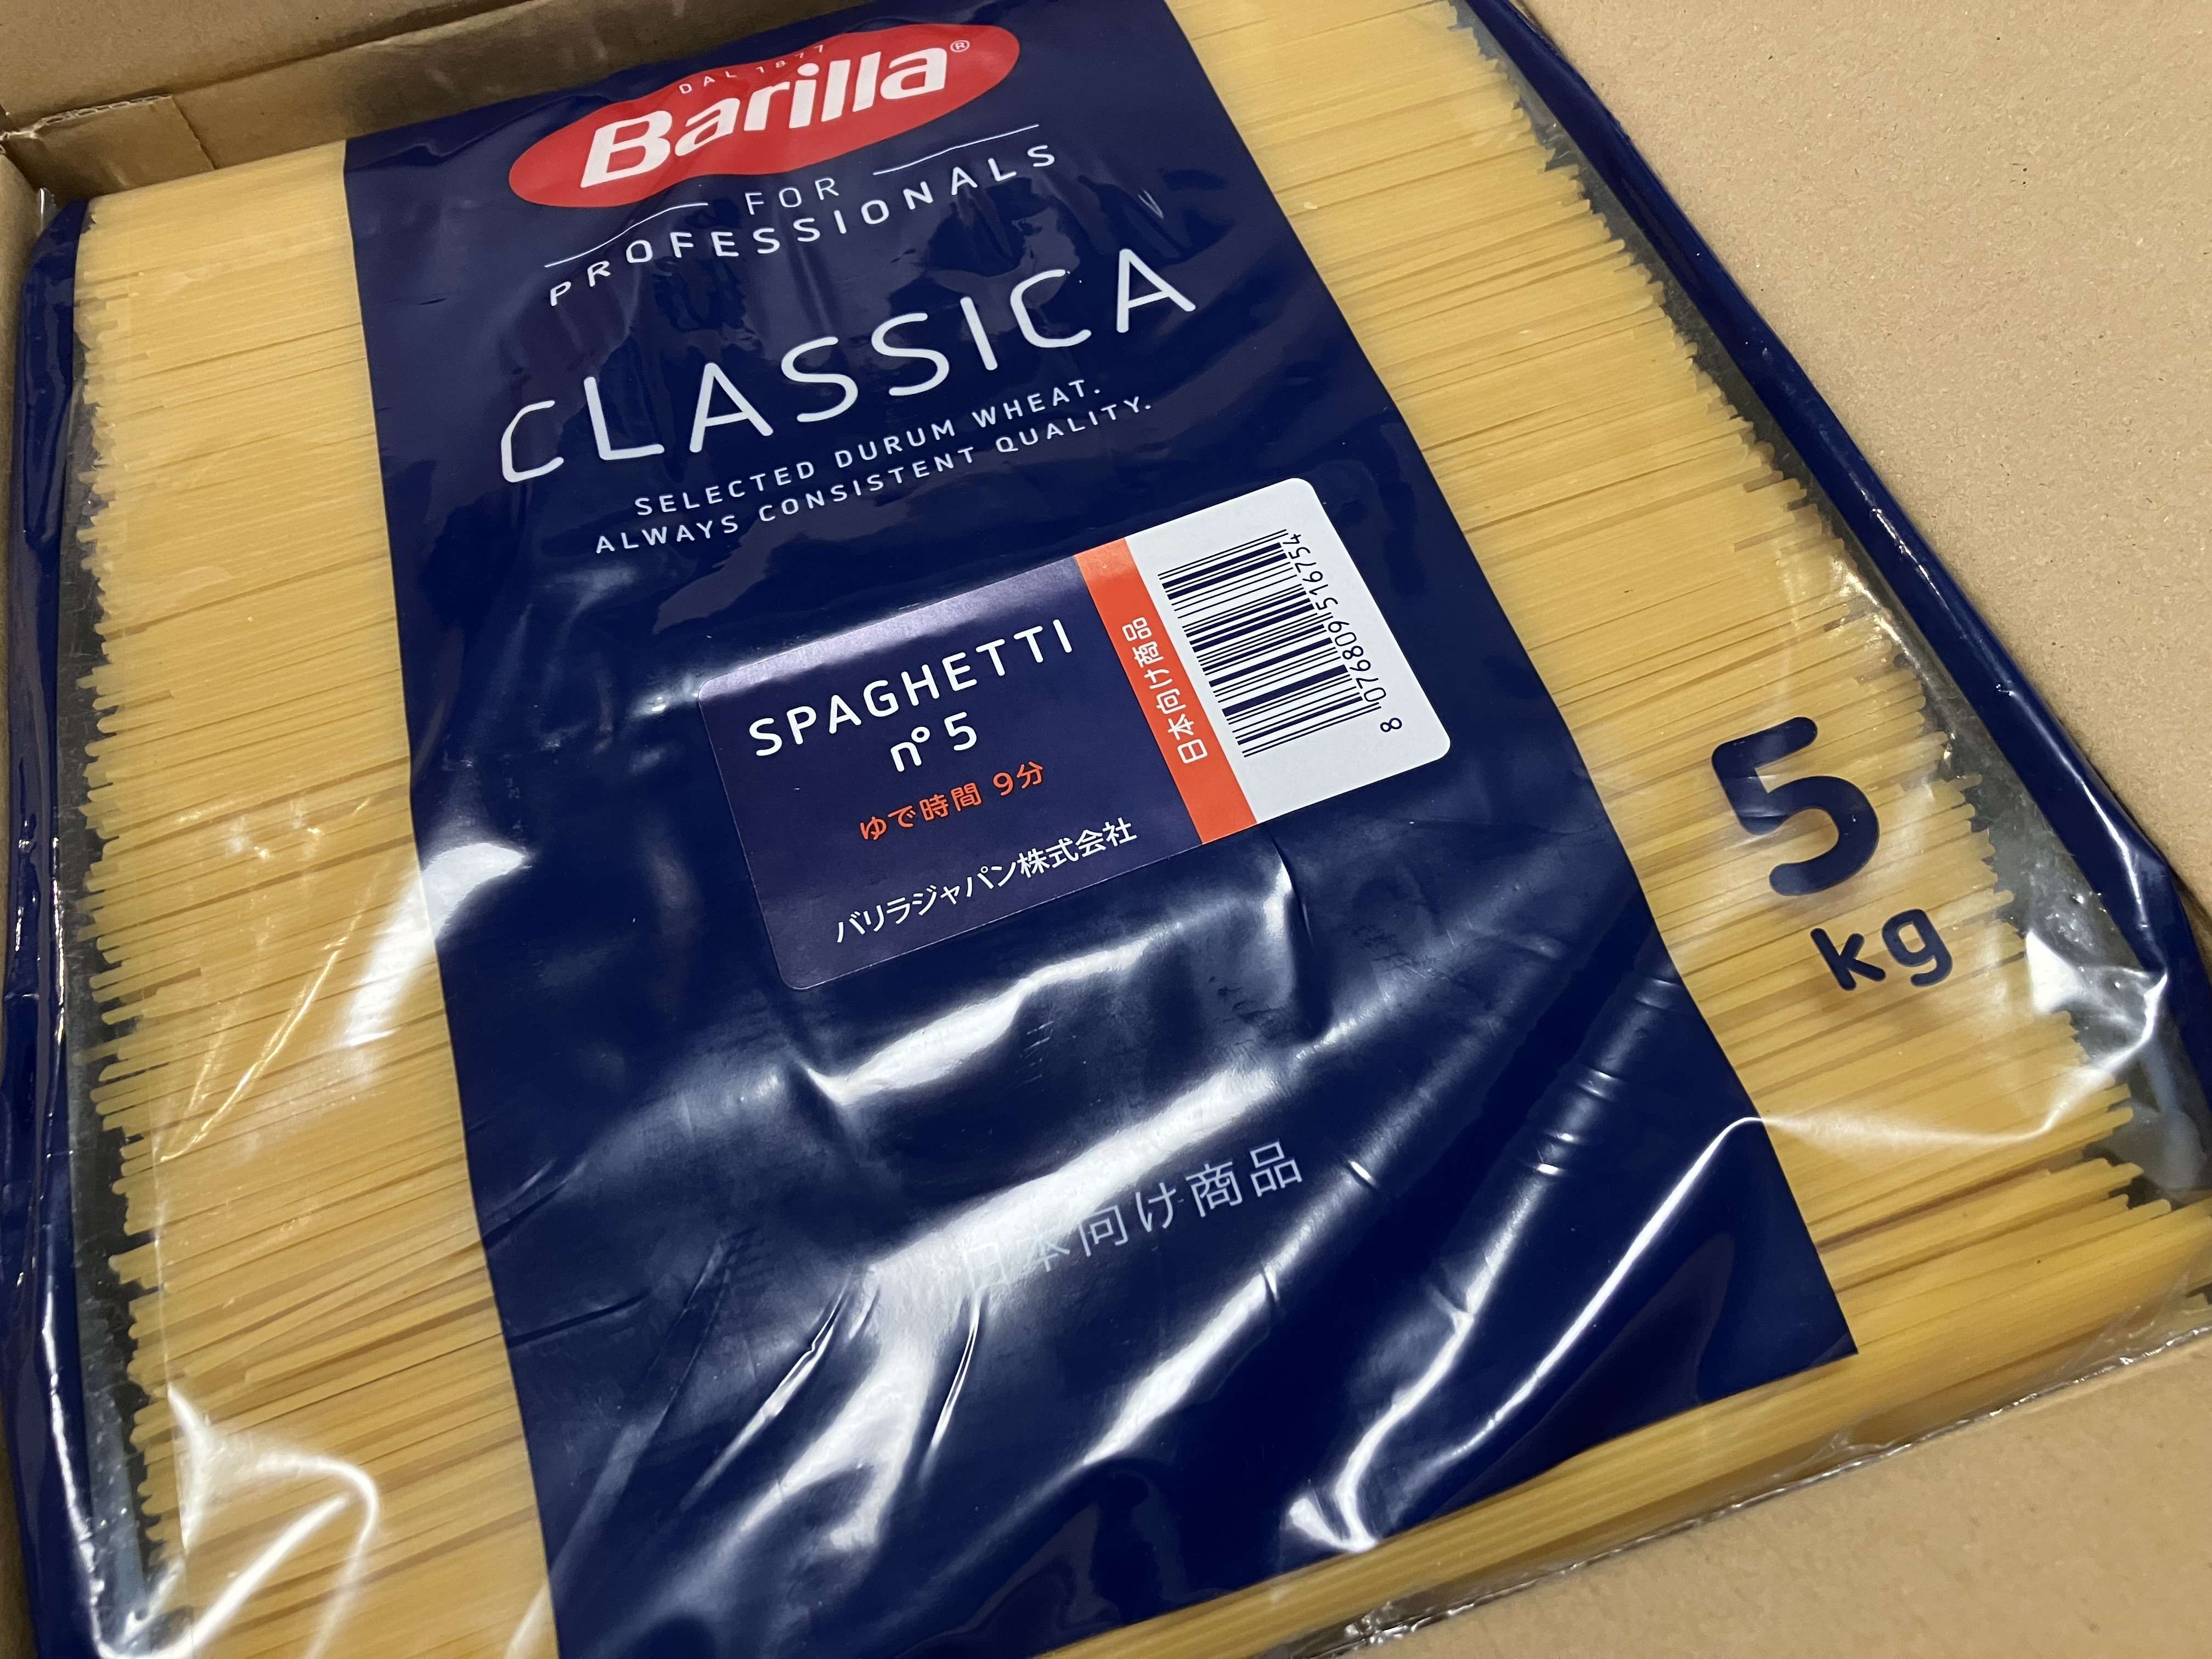 DAL 1877
Barilla®
FOR
PROFESSIONALS
CLASSICA
SELECTED DURUM WHEAT.
ALWAYS CONSISTENT QUALITY.
SPAGHETTI
n° 5
ゆで時間 9分
バリラジャパン株式会社
日本向け商品
8 076809 516754
5
kg
日本向け商品